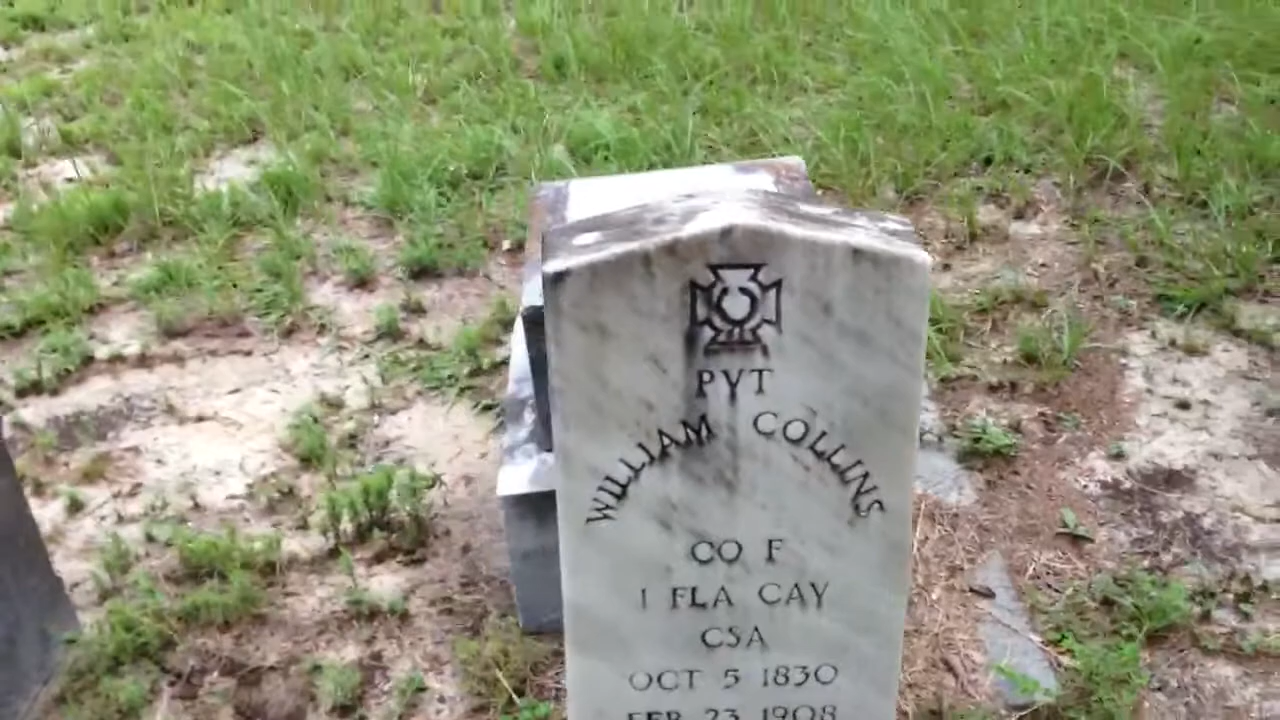 PVT
WILLIAM COLLINS
CO F
1 FLA CAV
CSA
OCT 5 1830
FEB 23 1908